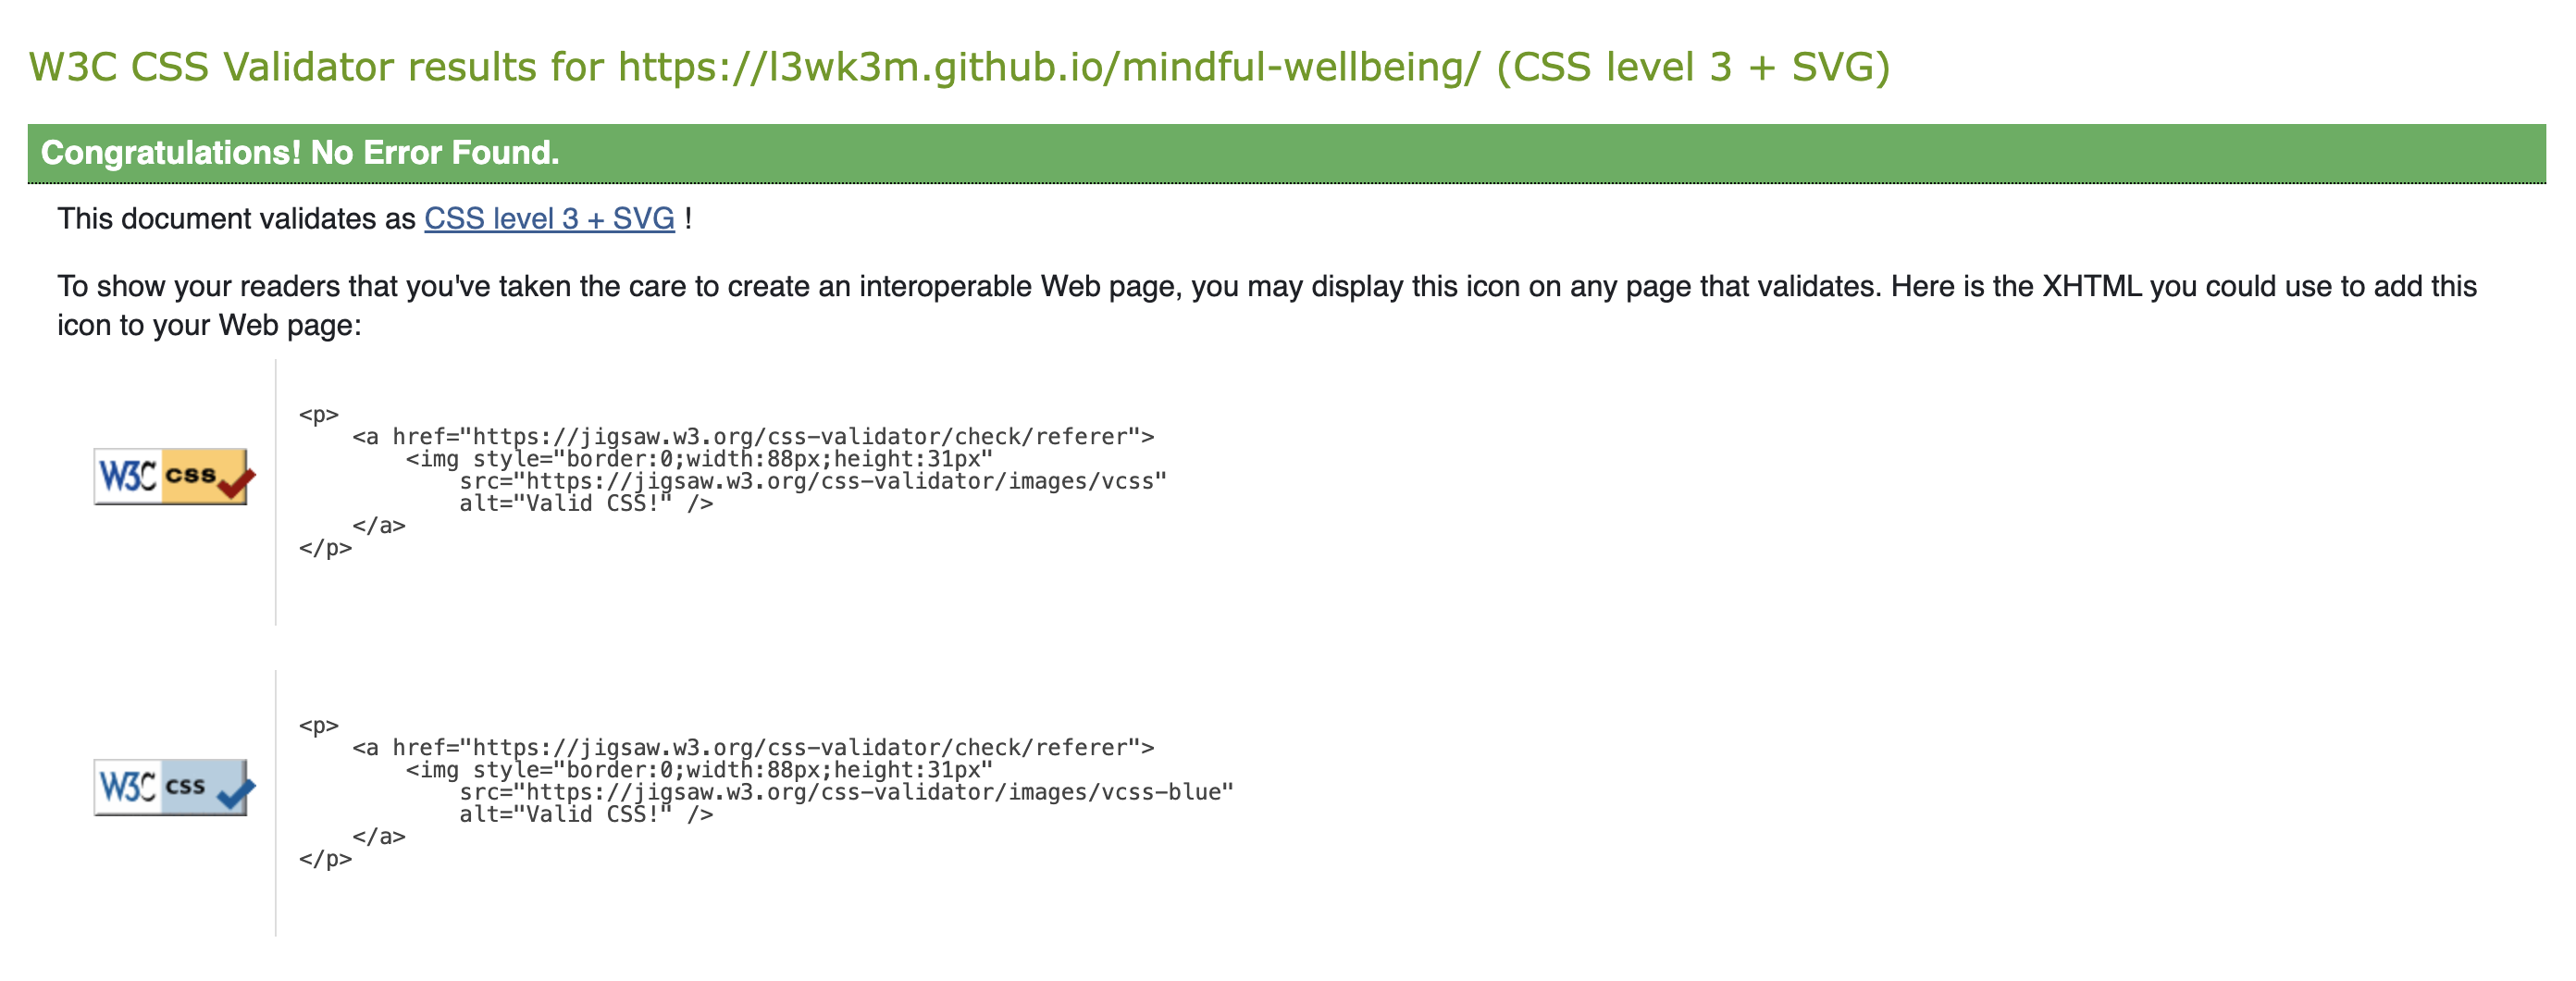 W3C CSS Validator results for https://l3wk3m.github.io/mindful-wellbeing/ (CSS level 3 + SVG)
Congratulations! No Error Found.
This document validates as CSS level 3 + SVG !
To show your readers that you've taken the care to create an interoperable Web page, you may display this icon on any page that validates. Here is the XHTML you could use to add this
icon to your Web page:
W3C css
<p>
    <a href="https://jigsaw.w3.org/css-validator/check/referer">
        <img style="border:0;width:88px;height:31px"
            src="https://jigsaw.w3.org/css-validator/images/vcss"
            alt="Valid CSS!" />
    </a>
</p>
W3C css
<p>
    <a href="https://jigsaw.w3.org/css-validator/check/referer">
        <img style="border:0;width:88px;height:31px"
            src="https://jigsaw.w3.org/css-validator/images/vcss-blue"
            alt="Valid CSS!" />
    </a>
</p>